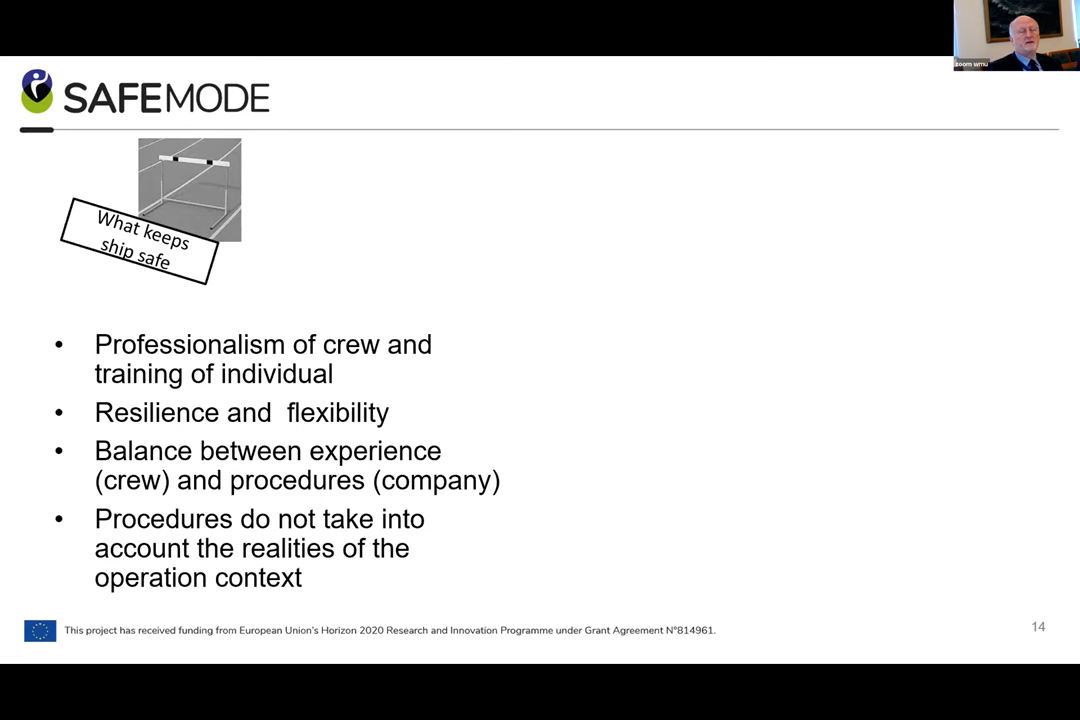 zoom wmu
SAFEMODE
What keeps
ship safe
• Professionalism of crew and
training of individual
• Resilience and flexibility
• Balance between experience
(crew) and procedures (company)
• Procedures do not take into
account the realities of the
operation context
This project has received funding from European Union's Horizon 2020 Research and Innovation Programme under Grant Agreement N°814961.
14